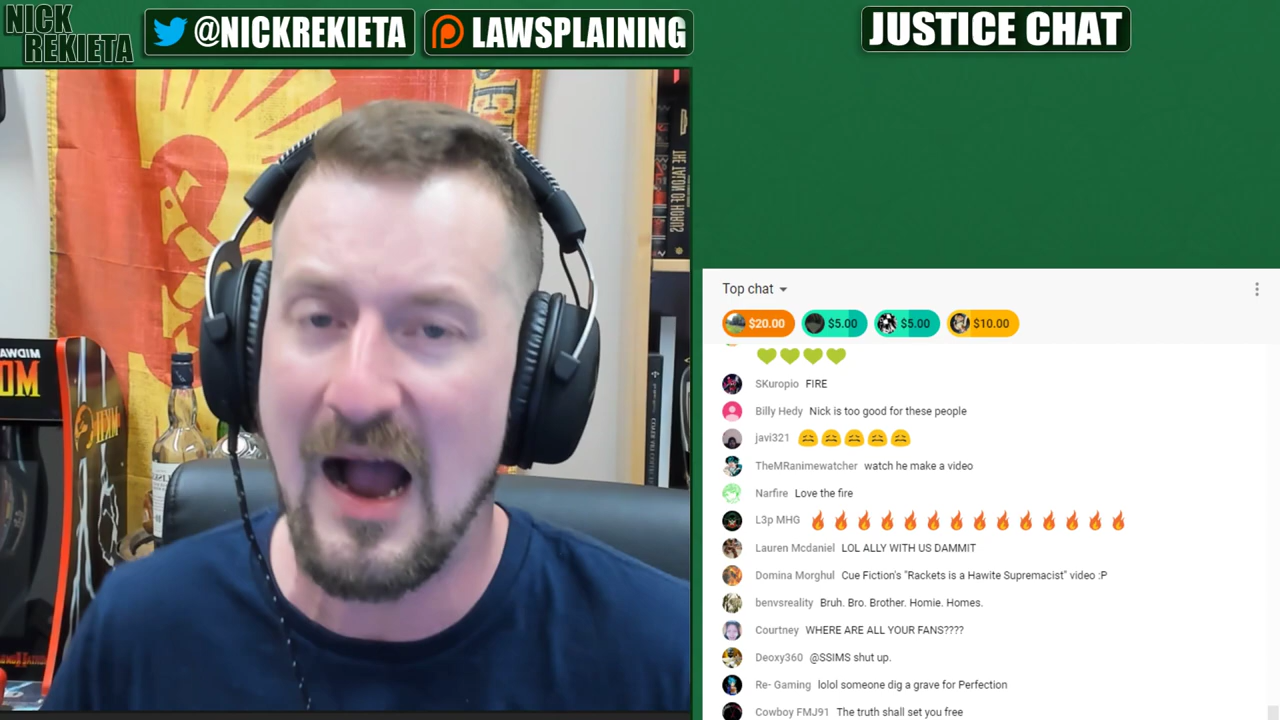 NICK
REKIETA
@NICKREKIETA
LAWSPLAINING
JUSTICE CHAT
Top chat
$20.00
$5.00
$5.00
$10.00
SKuropio FIRE
Billy Hedy Nick is too good for these people
javi321
TheMRanimewatcher watch he make a video
Narfire Love the fire
L3p MHG
Lauren Mcdaniel LOL ALLY WITH US DAMMIT
Domina Morghul Cue Fiction's "Rackets is a Hawite Supremacist" video :P
benvsreality Bruh. Bro. Brother. Homie. Homes.
Courtney WHERE ARE ALL YOUR FANS????
Deoxy360 @SSIMS shut up.
Re- Gaming lolol someone dig a grave for Perfection
Cowboy FMJ91 The truth shall set you free
MIDWA
MO